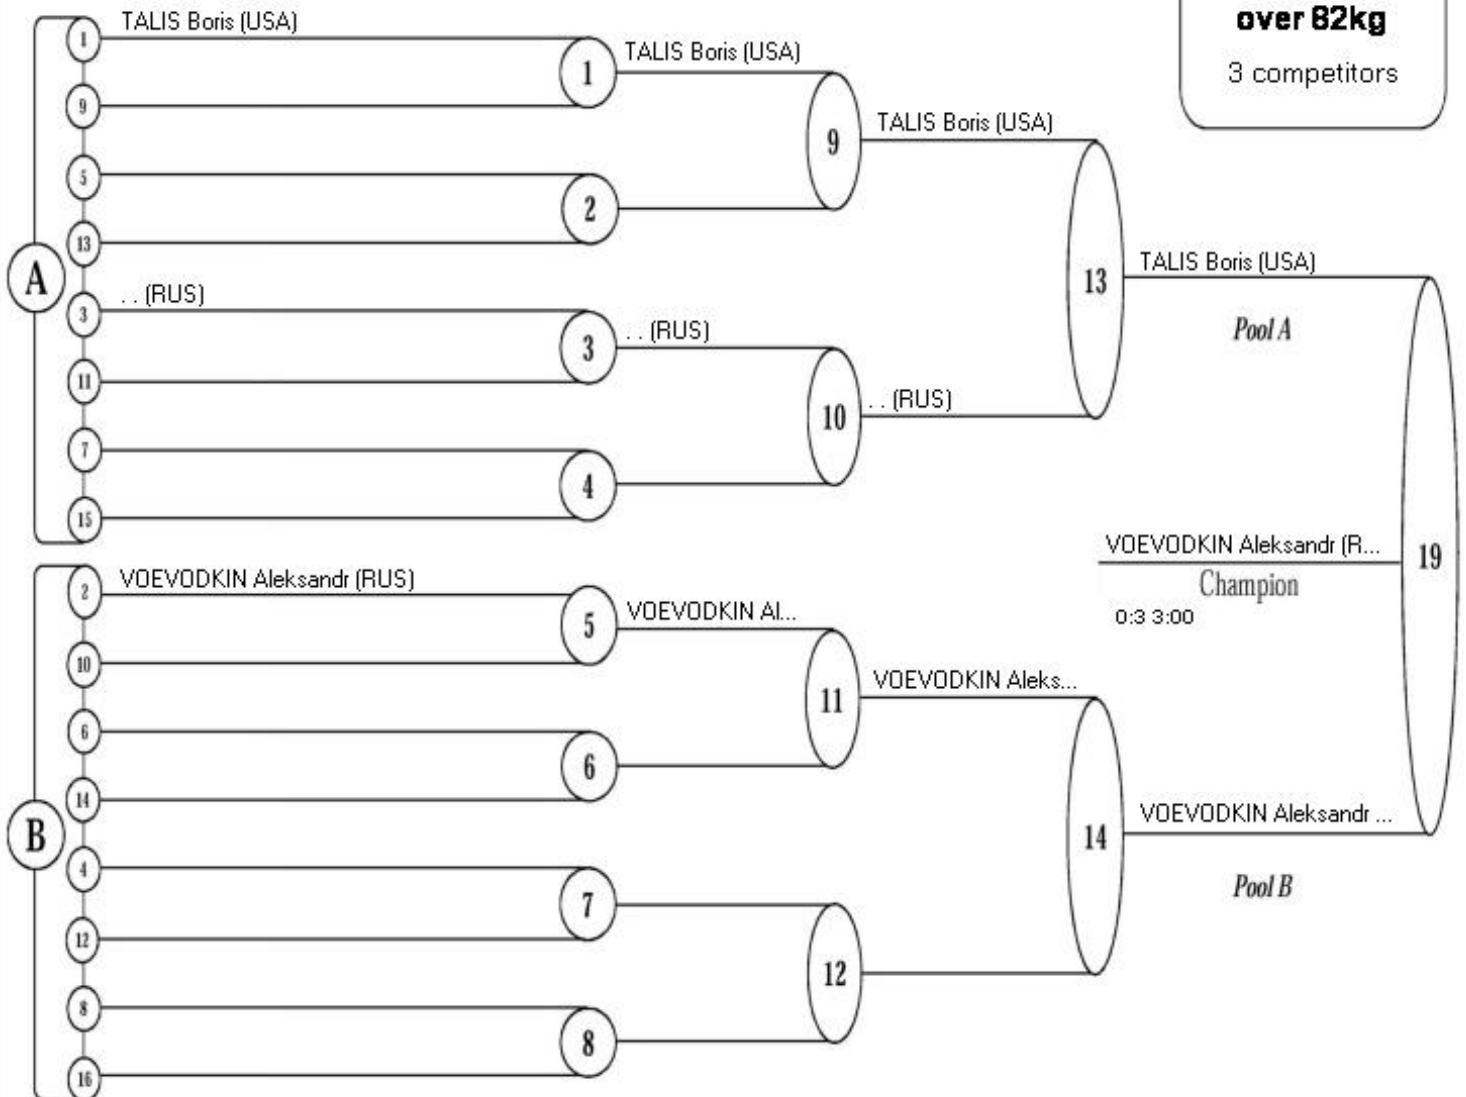 over 82kg
3 competitors
A
1
TALIS Boris (USA)
9
5
13
3
. . (RUS)
11
7
15
1
TALIS Boris (USA)
2
3
. . (RUS)
4
9
TALIS Boris (USA)
10
. . (RUS)
13
TALIS Boris (USA)
Pool A
B
2
VOEVODKIN Aleksandr (RUS)
10
6
14
4
12
8
16
5
VOEVODKIN Al...
6
7
8
11
VOEVODKIN Aleks...
12
14
VOEVODKIN Aleksandr ...
Pool B
19
VOEVODKIN Aleksandr (R...
Champion
0:3 3:00